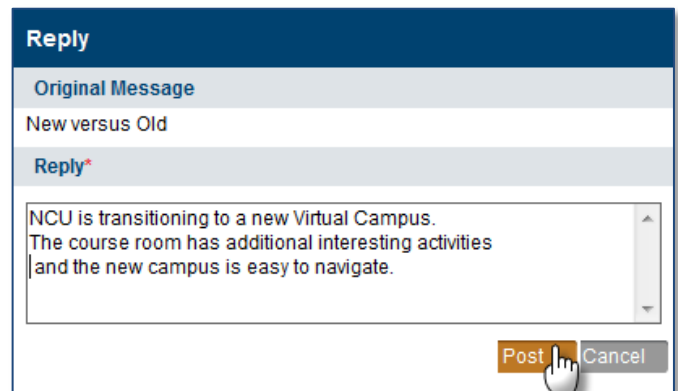 Reply
Original Message
New versus Old
Reply*
NCU is transitioning to a new Virtual Campus.
The course room has additional interesting activities
and the new campus is easy to navigate.
Post Cancel